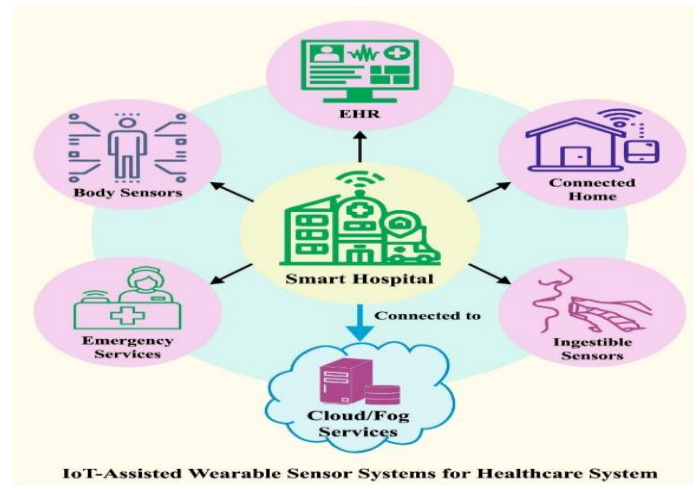 EHR
Body Sensors
Connected
Home
Smart Hospital
Connected to
Emergency
Services
Ingestible
Sensors
Cloud/Fog
Services
IoT-Assisted Wearable Sensor Systems for Healthcare System